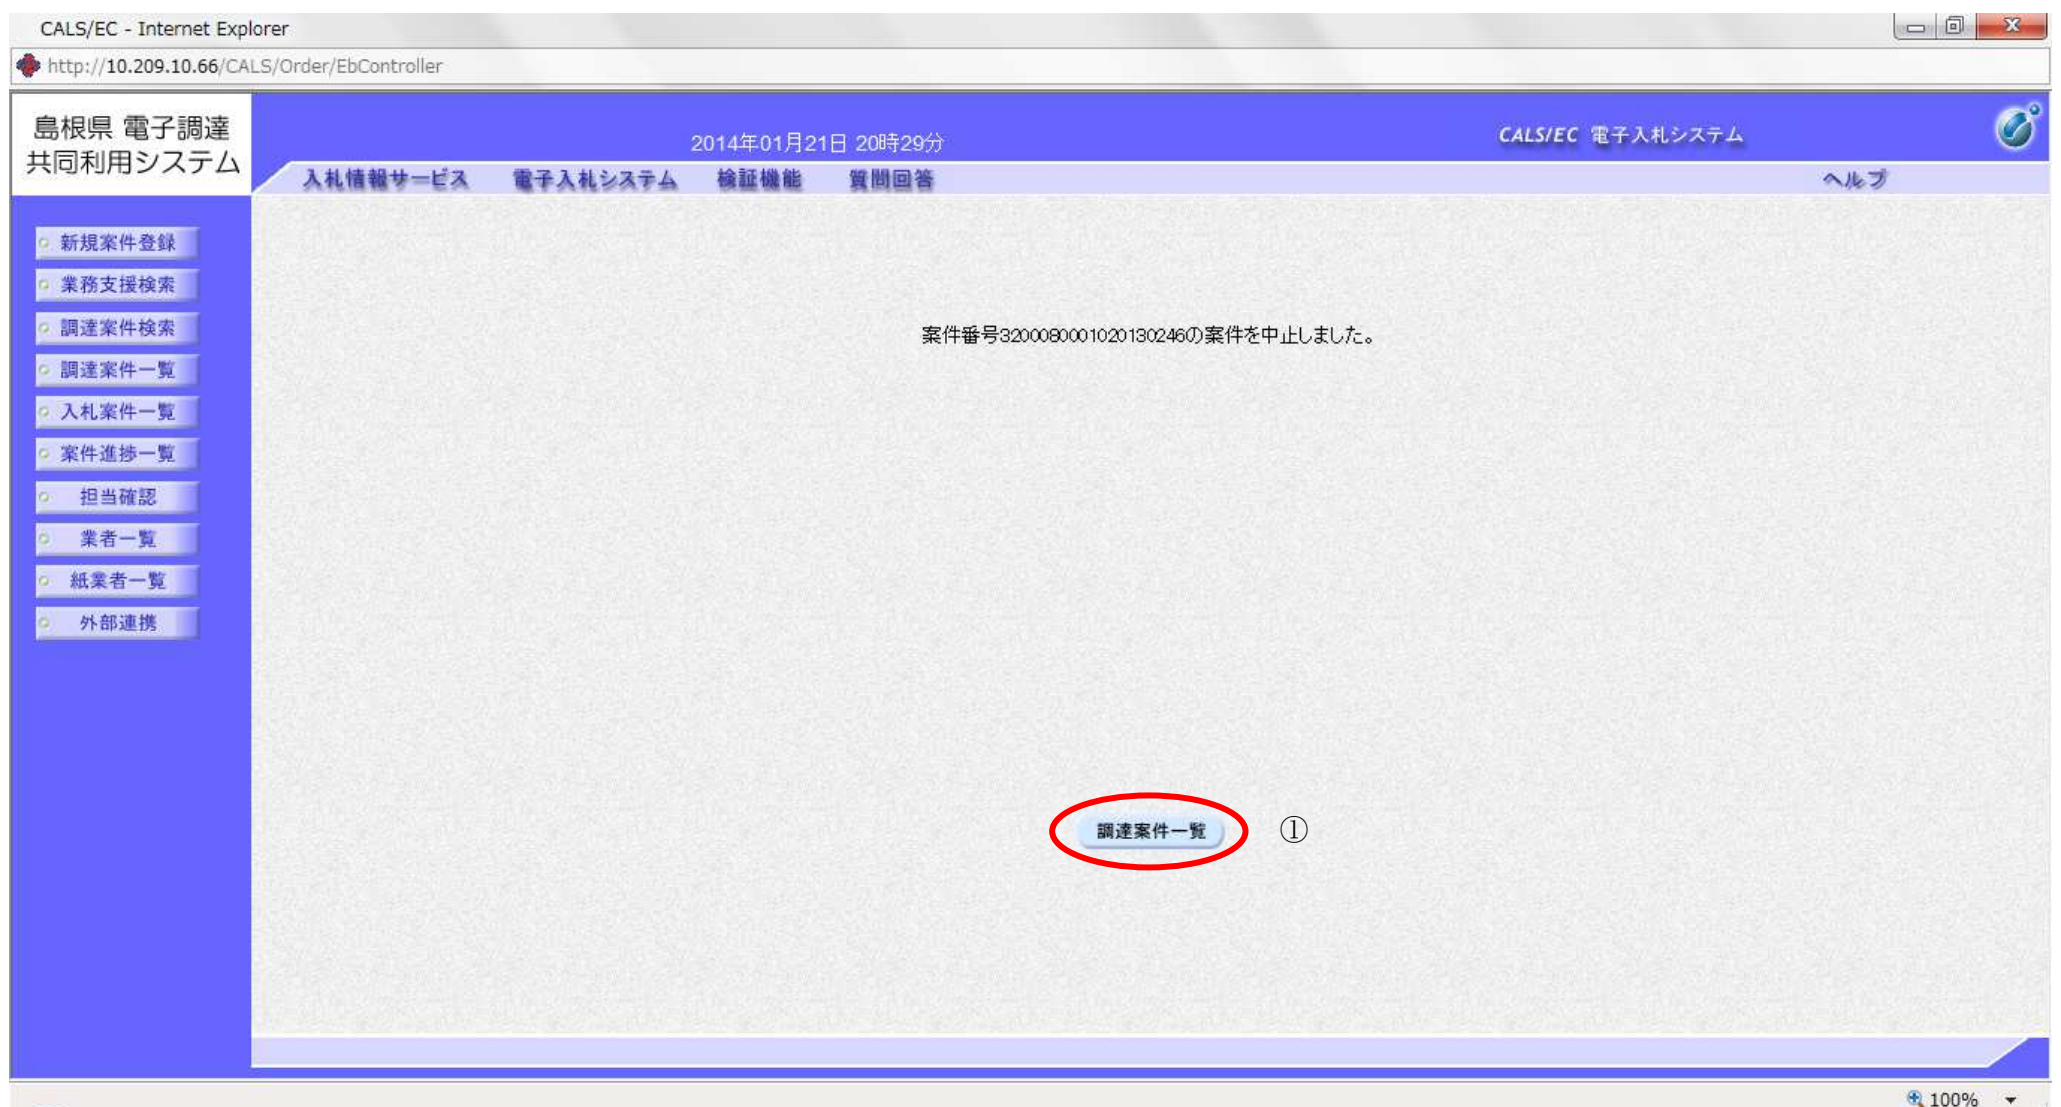 CALS/EC - Internet Explorer
http://10.209.10.66/CALS/Order/EbController
島根県 電子調達
共同利用システム
2014年01月21日 20時29分
CALS/EC 電子入札システム
入札情報サービス 電子入札システム 検証機能 質問回答 ヘルプ
新規案件登録
業務支援検索
調達案件検索
調達案件一覧
入札案件一覧
案件進捗一覧
担当確認
業者一覧
紙業者一覧
外部連携
案件番号3200080001020130246の案件を中止しました。
調達案件一覧 ①
100%